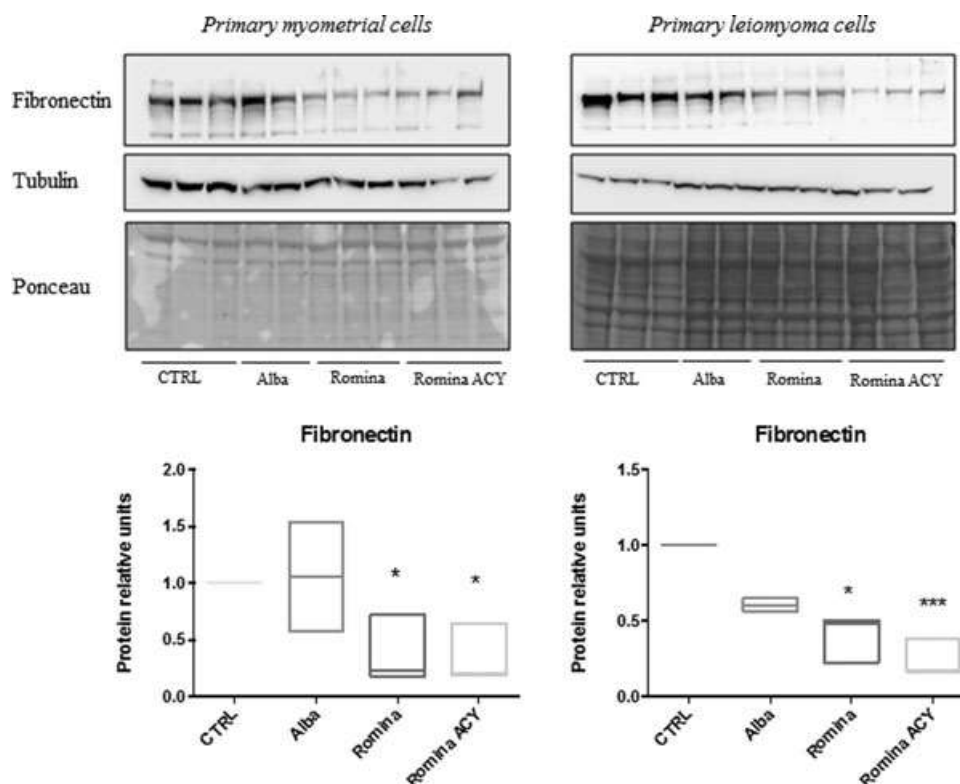 Primary myometrial cells
Primary leiomyoma cells
Fibronectin
Tubulin
Ponceau
CTRL Alba Romina Romina ACY
CTRL Alba Romina Romina ACY
Fibronectin
Protein relative units
2.0
1.5
1.0
0.5
0.0
* *
CTRL Alba Romina Romina ACY
Fibronectin
Protein relative units
1.5
1.0
0.5
0.0
* ***
CTRL Alba Romina Romina ACY